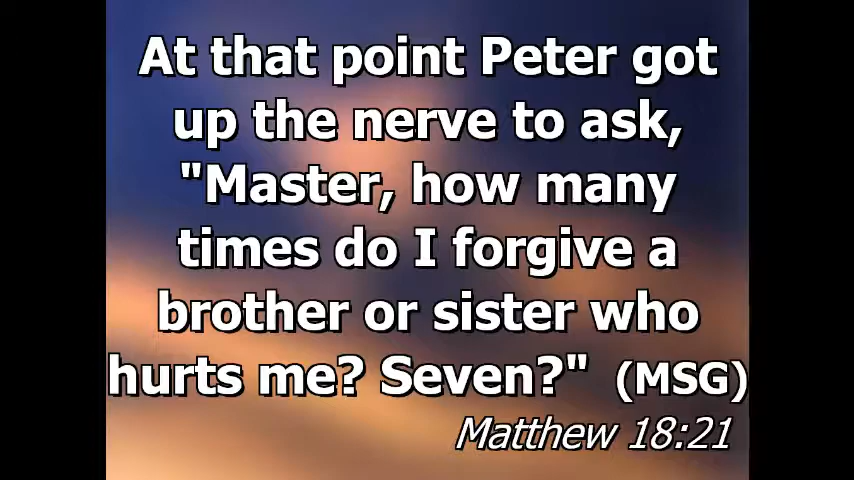 At that point Peter got
up the nerve to ask,
"Master, how many
times do I forgive a
brother or sister who
hurts me? Seven?" (MSG)
Matthew 18:21